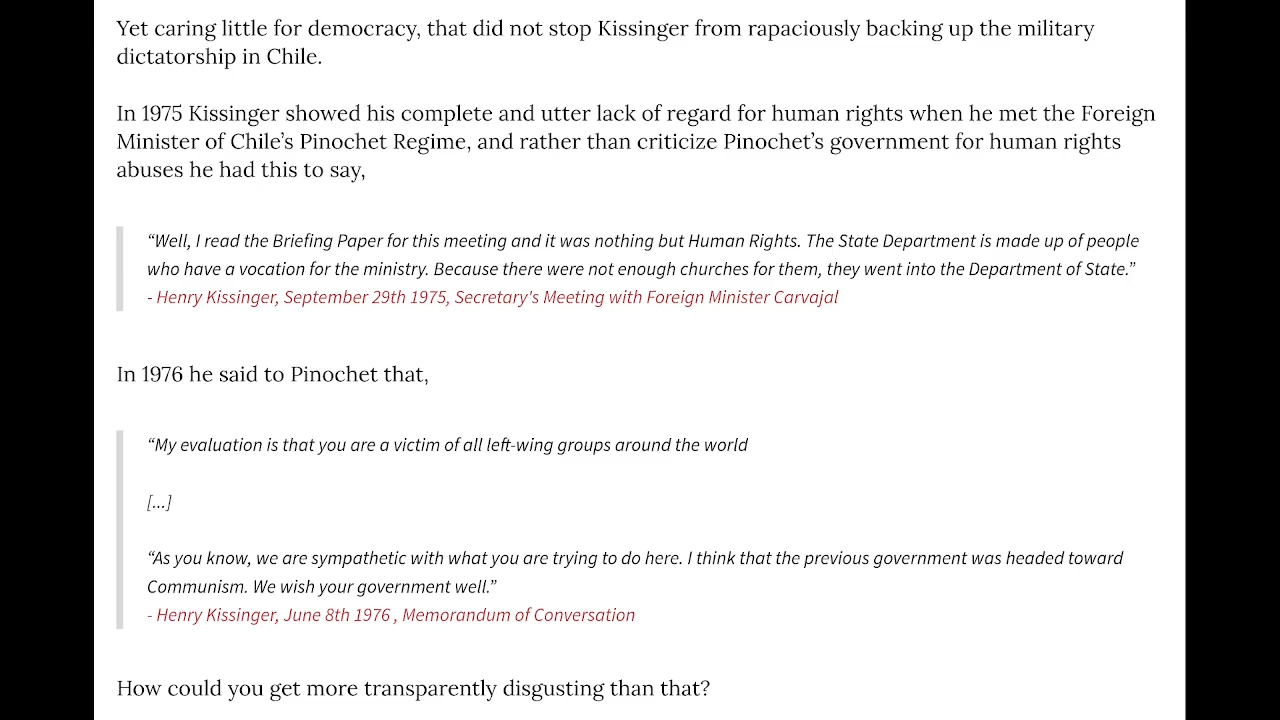 Yet caring little for democracy, that did not stop Kissinger from rapaciously backing up the military
dictatorship in Chile.
In 1975 Kissinger showed his complete and utter lack of regard for human rights when he met the Foreign
Minister of Chile’s Pinochet Regime, and rather than criticize Pinochet’s government for human rights
abuses he had this to say,
“Well, I read the Briefing Paper for this meeting and it was nothing but Human Rights. The State Department is made up of people
who have a vocation for the ministry. Because there were not enough churches for them, they went into the Department of State.”
- Henry Kissinger, September 29th 1975, Secretary's Meeting with Foreign Minister Carvajal
In 1976 he said to Pinochet that,
“My evaluation is that you are a victim of all left-wing groups around the world
[...]
“As you know, we are sympathetic with what you are trying to do here. I think that the previous government was headed toward
Communism. We wish your government well.”
- Henry Kissinger, June 8th 1976 , Memorandum of Conversation
How could you get more transparently disgusting than that?